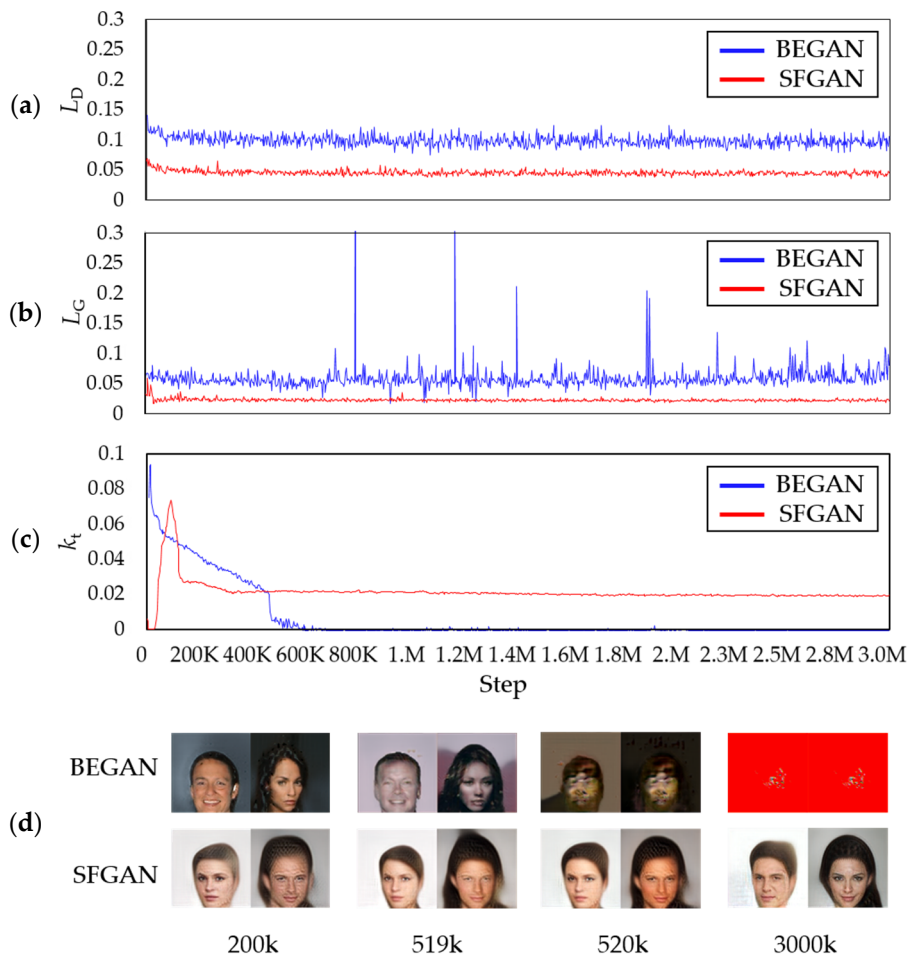 0.3
0.25
0.2
0.15
0.1
0.05
0
(a)
L_D
BEGAN
SFGAN
0.3
0.25
0.2
0.15
0.1
0.05
0
(b)
L_G
BEGAN
SFGAN
0.1
0.08
0.06
0.04
0.02
0
(c)
k_t
BEGAN
SFGAN
0 200K 400K 600K 800K 1.M 1.2M 1.4M 1.6M 1.8M 2.M 2.3M 2.5M 2.8M 3.0M
Step
BEGAN
(d)
SFGAN
200k 519k 520k 3000k